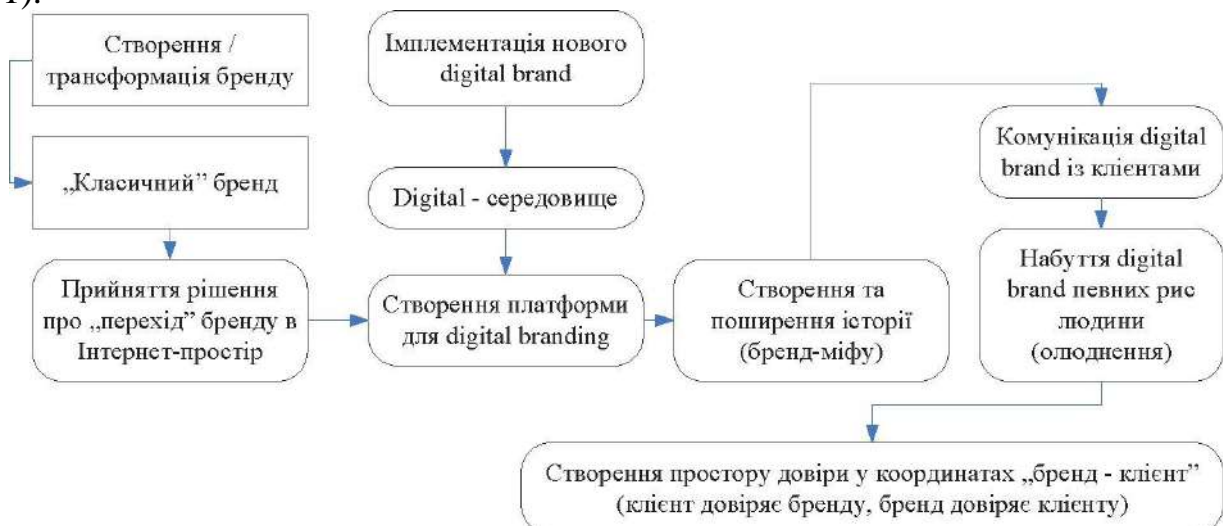 1).
Створення /
трансформація бренду
„Класичний” бренд
Прийняття рішення
про „перехід” бренду в
Інтернет-простір
Імплементація нового
digital brand
Digital - середовище
Створення платформи
для digital branding
Створення та
поширення історії
(бренд-міфу)
Комунікація digital
brand із клієнтами
Набуття digital
brand певних рис
людини
(олюднення)
Створення простору довіри у координатах „бренд - клієнт”
(клієнт довіряє бренду, бренд довіряє клієнту)